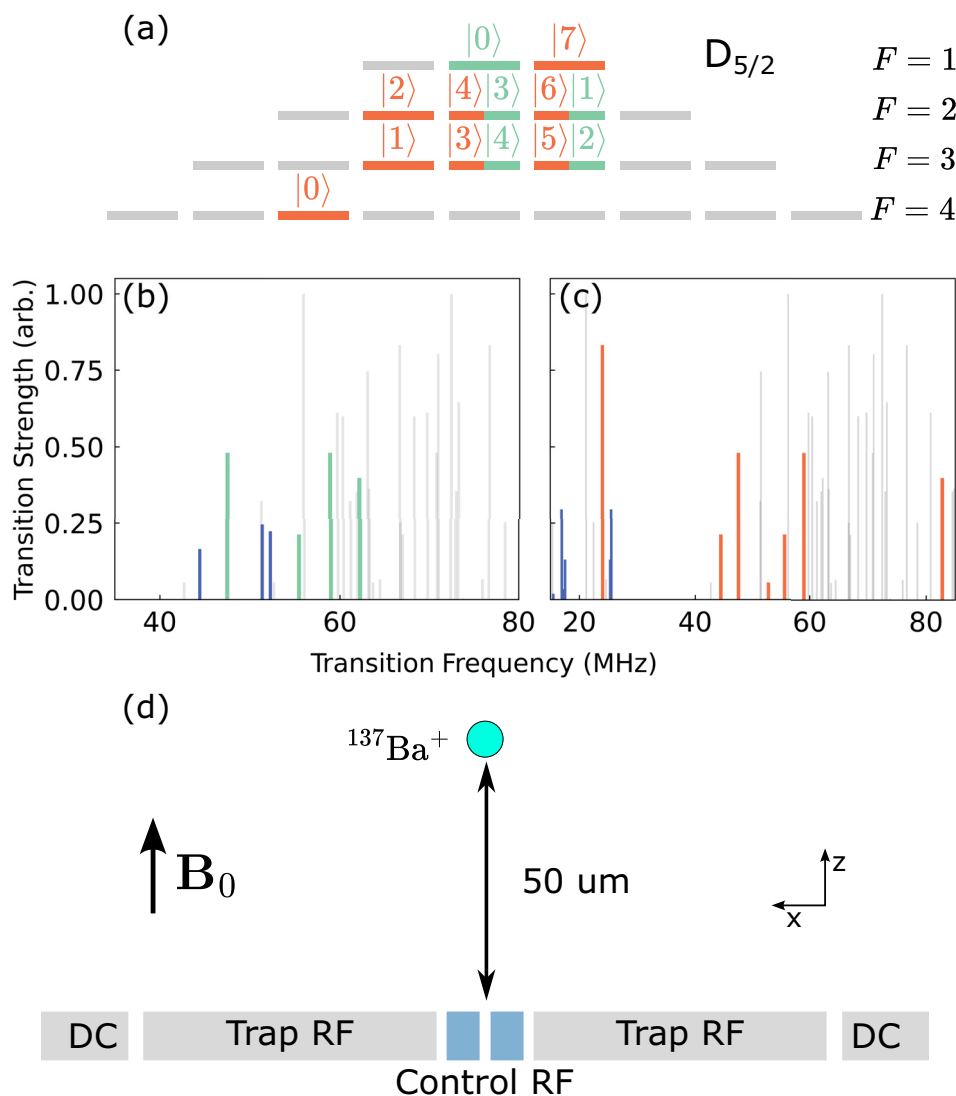 (a)
|0⟩ |7⟩
D5/2
F = 1
|2⟩ |4⟩ |3⟩ |6⟩ |1⟩
F = 2
|1⟩ |3⟩ |4⟩ |5⟩ |2⟩
F = 3
|0⟩
F = 4
(b)
(c)
Transition Strength (arb.)
1.00
0.75
0.50
0.25
0.00
40 60 80
20 40 60 80
Transition Frequency (MHz)
(d)
137Ba+
B0
50 um
z
x
DC Trap RF Trap RF DC
Control RF